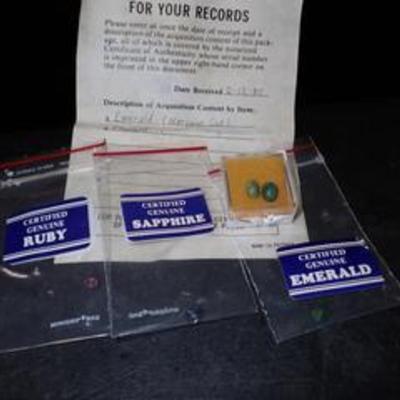 FOR YOUR RECORDS
Please enter at once the date of receipt and a
description of the acquisition content of this pack-
age, all of which is covered by the notarized
Certificate of Authenticity whose serial number
is imprinted in the upper right-hand corner on
the front of this document.
Date Received
Description of Acquisition Content by Item:
Emerald
CERTIFIED
GENUINE
RUBY
CERTIFIED
GENUINE
SAPPHIRE
CERTIFIED
GENUINE
EMERALD